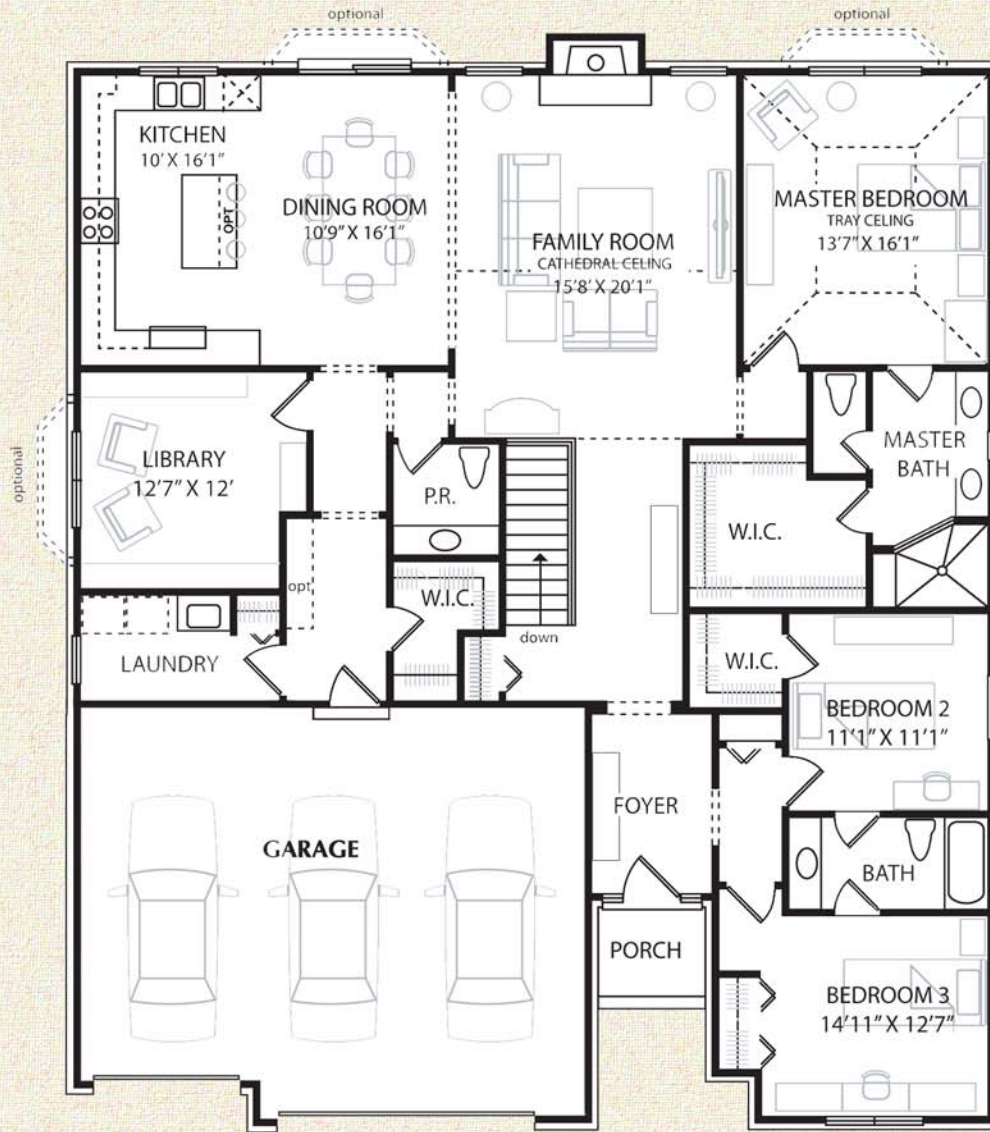 optional
optional
KITCHEN
10' X 16'1"
OPT
DINING ROOM
10'9" X 16'1"
FAMILY ROOM
CATHEDRAL CELING
15'8' X 20'1"
MASTER BEDROOM
TRAY CELING
13'7" X 16'1"
optional
LIBRARY
12'7" X 12'
P.R.
MASTER
BATH
W.I.C.
opt
W.I.C.
down
LAUNDRY
W.I.C.
BEDROOM 2
11'1" X 11'1"
FOYER
GARAGE
BATH
PORCH
BEDROOM 3
14'11" X 12'7"